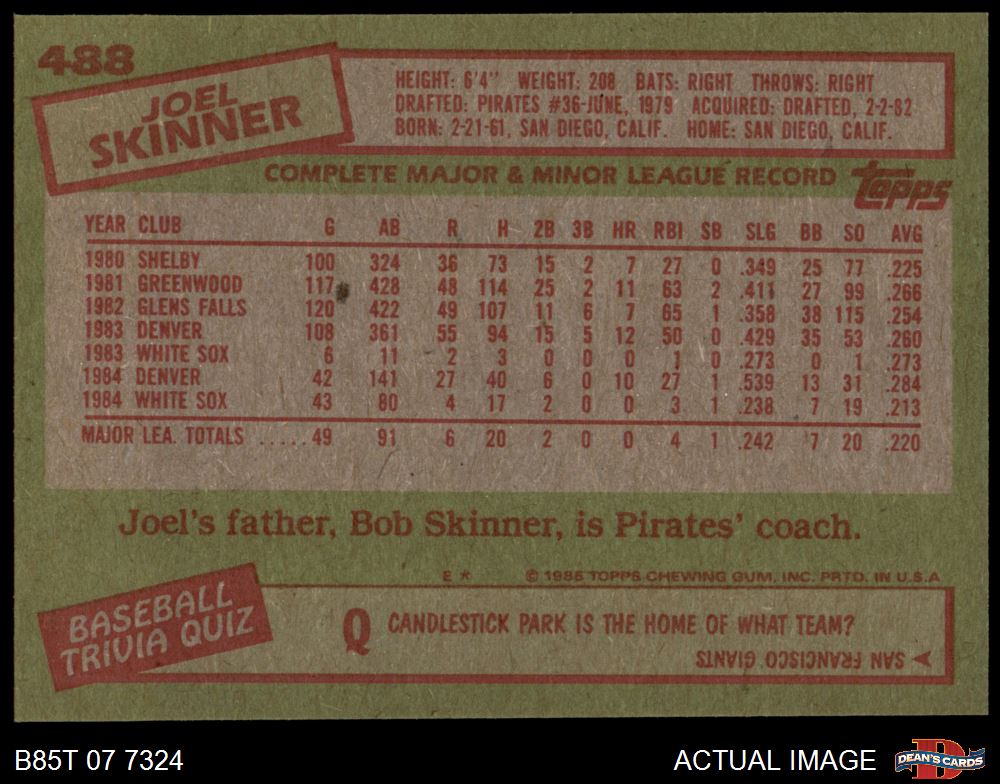 488
JOEL
SKINNER
HEIGHT: 6'4" WEIGHT: 208 BATS: RIGHT THROWS: RIGHT
DRAFTED: PIRATES #36-JUNE, 1979 ACQUIRED: DRAFTED, 2-2-82
BORN: 2-21-61, SAN DIEGO, CALIF. HOME: SAN DIEGO, CALIF.
COMPLETE MAJOR & MINOR LEAGUE RECORD topps
YEAR CLUB G AB R H 2B 3B HR RBI SB SLG BB SO AVG
1980 SHELBY 100 324 36 73 15 2 7 27 0 .349 25 77 .225
1981 GREENWOOD 117 428 48 114 25 2 11 63 2 .411 27 99 .266
1982 GLENS FALLS 120 422 49 107 11 6 7 65 1 .358 38 115 .254
1983 DENVER 108 361 55 94 15 5 12 50 0 .429 35 53 .260
1983 WHITE SOX 6 11 2 3 0 0 0 1 0 .273 0 1 .273
1984 DENVER 42 141 27 40 6 0 10 27 1 .539 13 31 .284
1984 WHITE SOX 43 80 4 17 2 0 0 3 1 .238 7 19 .213
MAJOR LEA. TOTALS .....49 91 6 20 2 0 0 4 1 .242 7 20 .220
Joel's father, Bob Skinner, is Pirates' coach.
E * © 1985 TOPPS CHEWING GUM, INC. PRTD. IN U.S.A
BASEBALL
TRIVIA QUIZ
Q CANDLESTICK PARK IS THE HOME OF WHAT TEAM?
SAN FRANCISCO GIANTS
B85T 07 7324 ACTUAL IMAGE D DEAN'S CARDS